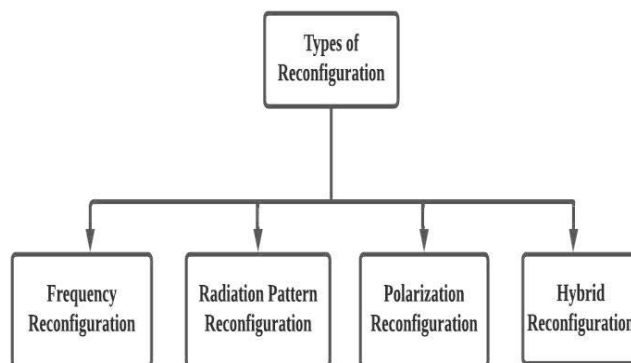 Types of
Reconfiguration
Frequency
Reconfiguration
Radiation Pattern
Reconfiguration
Polarization
Reconfiguration
Hybrid
Reconfiguration